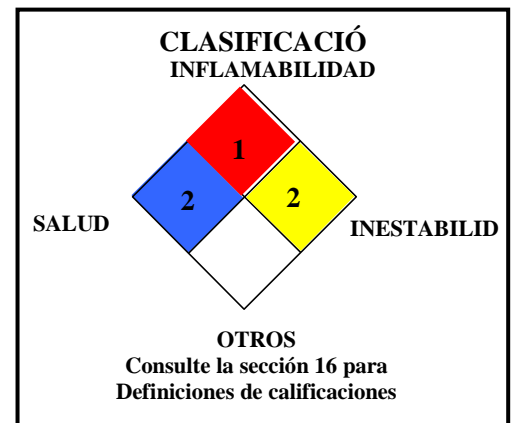 CLASIFICACIÓ
INFLAMABILIDAD
1
2
2
SALUD
INESTABILID
OTROS
Consulte la sección 16 para
Definiciones de calificaciones